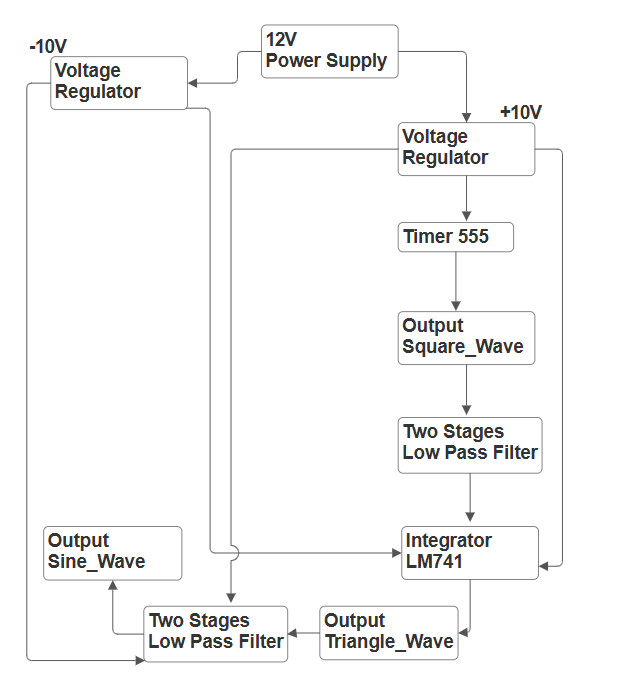 12V
Power Supply
-10V
Voltage
Regulator
+10V
Voltage
Regulator
Timer 555
Output
Square_Wave
Two Stages
Low Pass Filter
Integrator
LM741
Output
Sine_Wave
Two Stages
Low Pass Filter
Output
Triangle_Wave